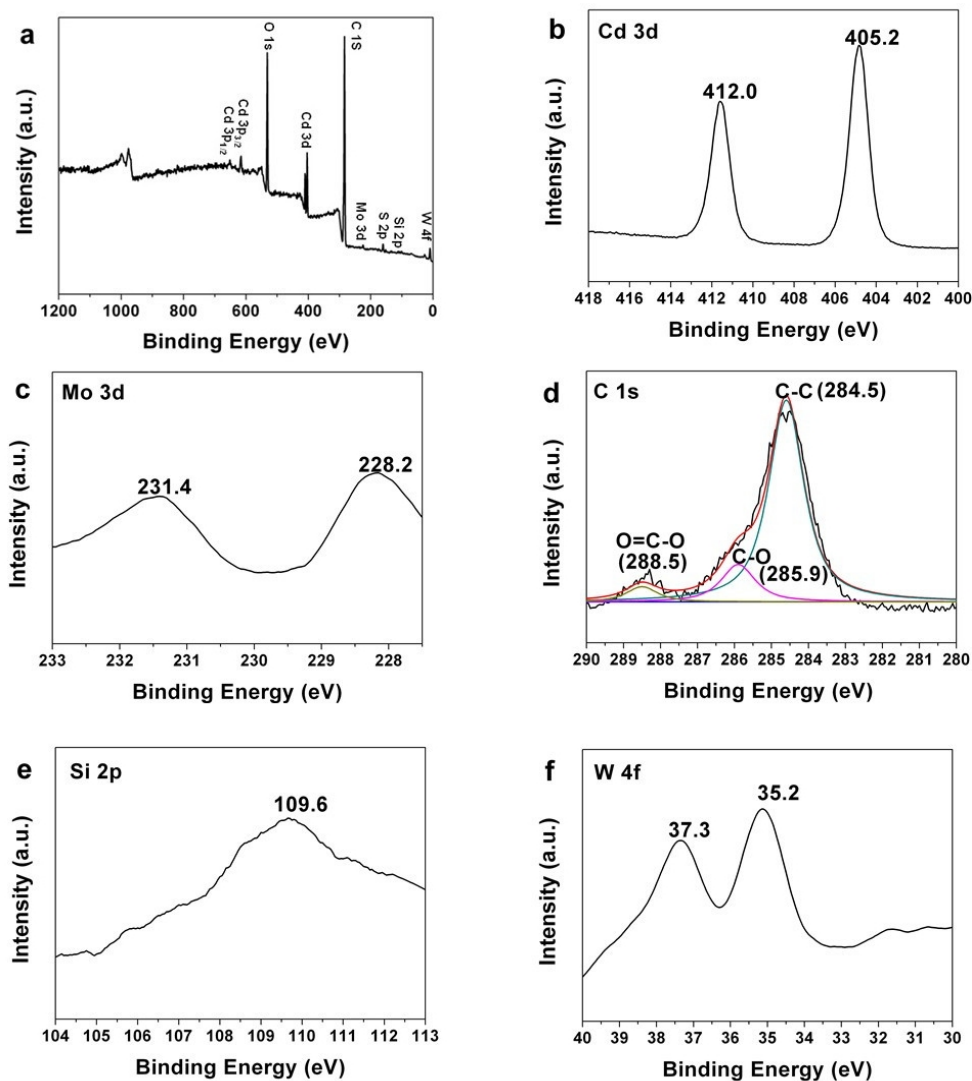 a
O 1s
C 1S
Cd 3p1/2
Cd 3p3/2
Cd 3d
Mo 3d
S 2p
Si 2p
W 4f
Intensity (a.u.)
1200 1000 800 600 400 200 0
Binding Energy (eV)
b
Cd 3d
412.0
405.2
Intensity (a.u.)
418 416 414 412 410 408 406 404 402 400
Binding Energy (eV)
c
Mo 3d
231.4
228.2
Intensity (a.u.)
233 232 231 230 229 228
Binding Energy (eV)
d
C 1s
C-C (284.5)
O=C-O
(288.5)
C-O
(285.9)
Intensity (a.u.)
290 289 288 287 286 285 284 283 282 281 280
Binding Energy (eV)
e
Si 2p
109.6
Intensity (a.u.)
104 105 106 107 108 109 110 111 112 113
Binding Energy (eV)
f
W 4f
37.3
35.2
Intensity (a.u.)
40 39 38 37 36 35 34 33 32 31 30
Binding Energy (eV)